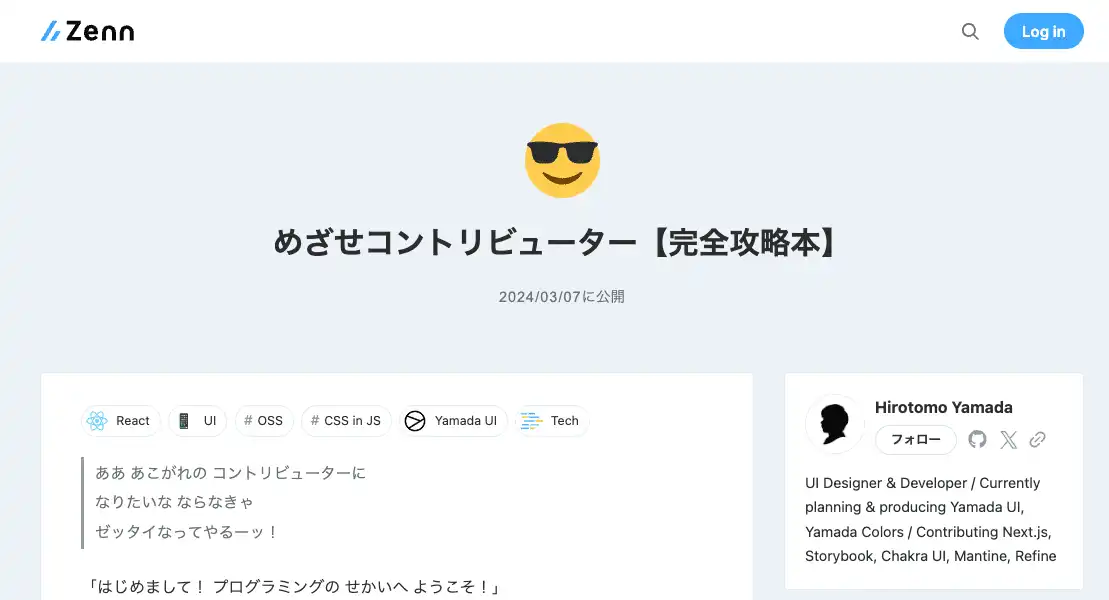 Zenn
Log in
めざせコントリビューター【完全攻略本】
2024/03/07に公開
React
UI
# OSS
# CSS in JS
Yamada UI
Tech
ああ あこがれの コントリビューターに
なりたいな ならなきゃ
ゼッタイなってやるーッ！
「はじめまして！ プログラミングの せかいへ ようこそ！」
Hirotomo Yamada
フォロー
UI Designer & Developer / Currently
planning & producing Yamada UI,
Yamada Colors / Contributing Next.js,
Storybook, Chakra UI, Mantine, Refine